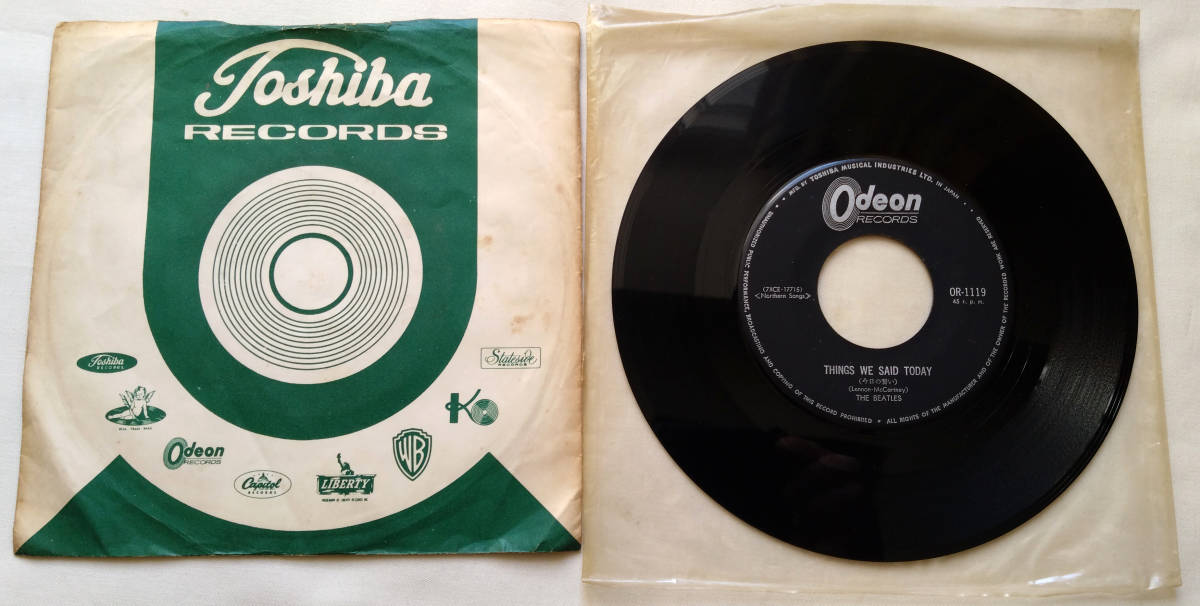 Toshiba
RECORDS
Toshiba
RECORDS
Stateside
RECORDS
K
Odeon
RECORDS
WB
Capitol
RECORDS
LIBERTY
MFD. BY TOSHIBA MUSICAL INDUSTRIES LTD. IN JAPAN
Odeon
RECORDS
(7XCE-17715)
<Northern Songs>
OR-1119
45 r. p. m.
THINGS WE SAID TODAY
(今日の誓い)
(Lennon-McCartney)
THE BEATLES
UNAUTHORIZED PUBLIC PERFORMANCE, BROADCASTING AND COPYING OF THIS RECORD PROHIBITED • ALL RIGHTS OF THE MANUFACTURER AND OF THE OWNER OF THE RECORDED WORK ARE RESERVED